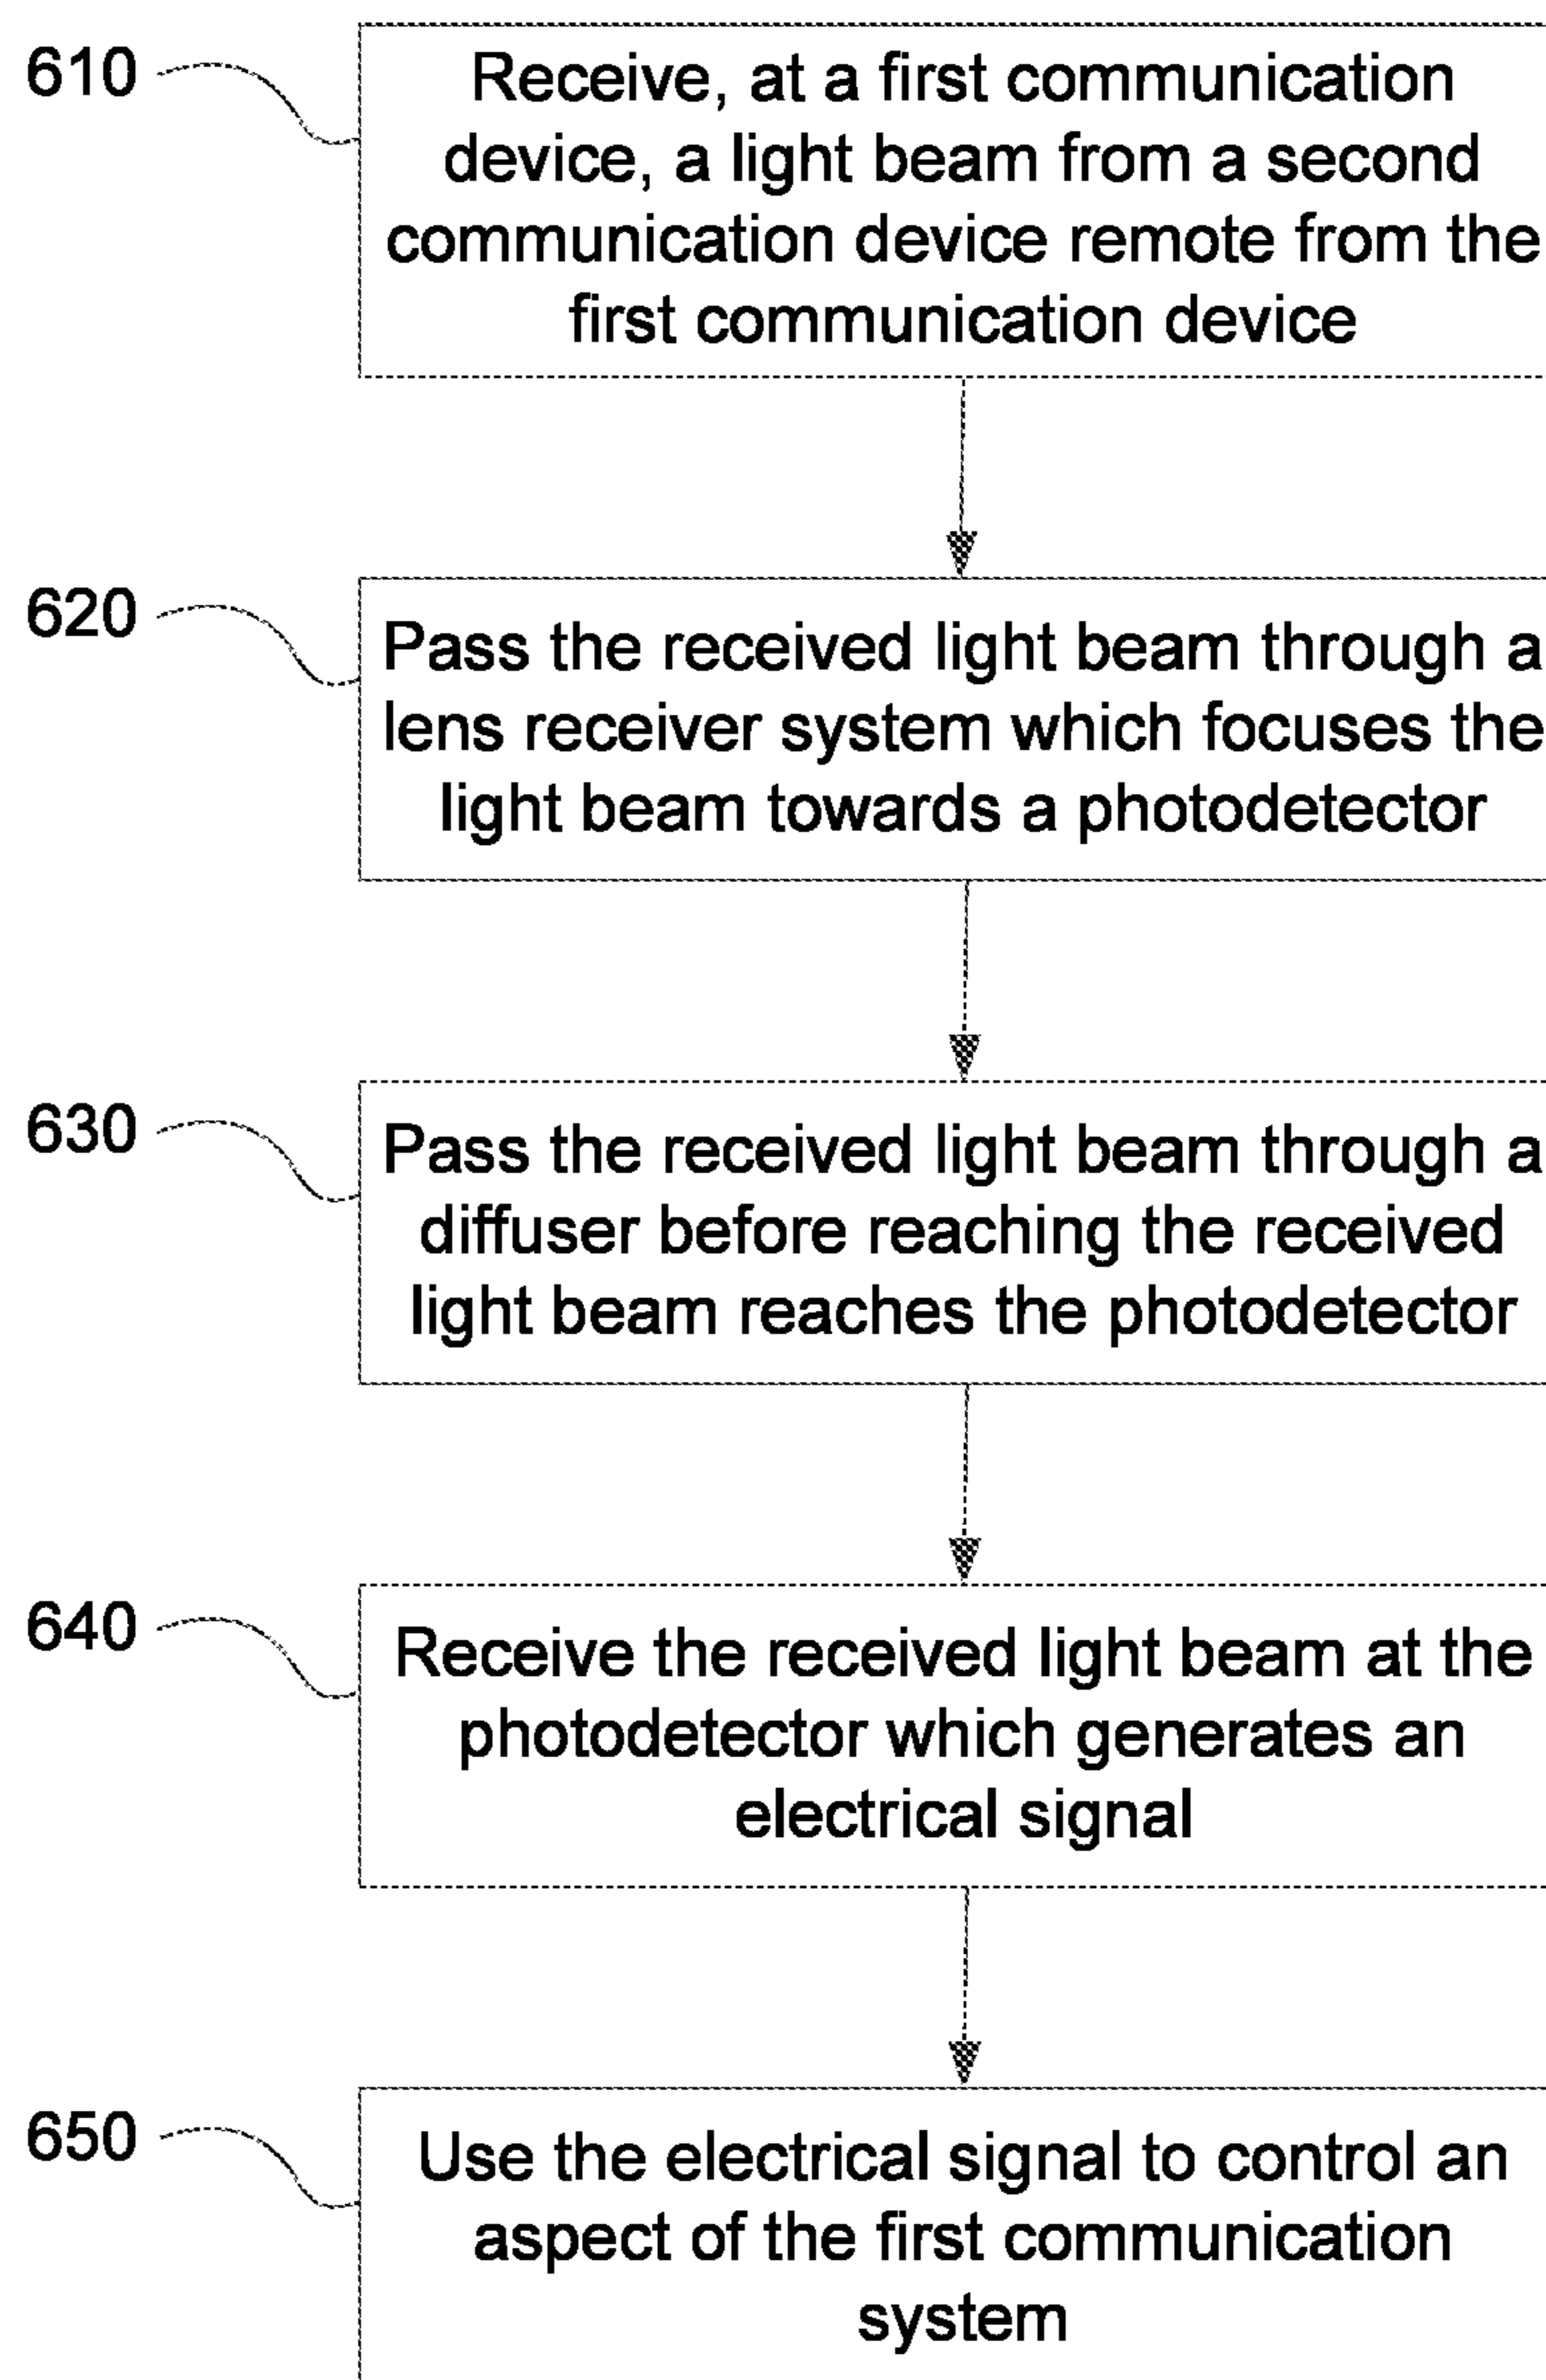 610
Receive, at a first communication
device, a light beam from a second
communication device remote from the
first communication device
620
Pass the received light beam through a
lens receiver system which focuses the
light beam towards a photodetector
630
Pass the received light beam through a
diffuser before reaching the received
light beam reaches the photodetector
640
Receive the received light beam at the
photodetector which generates an
electrical signal
650
Use the electrical signal to control an
aspect of the first communication
system